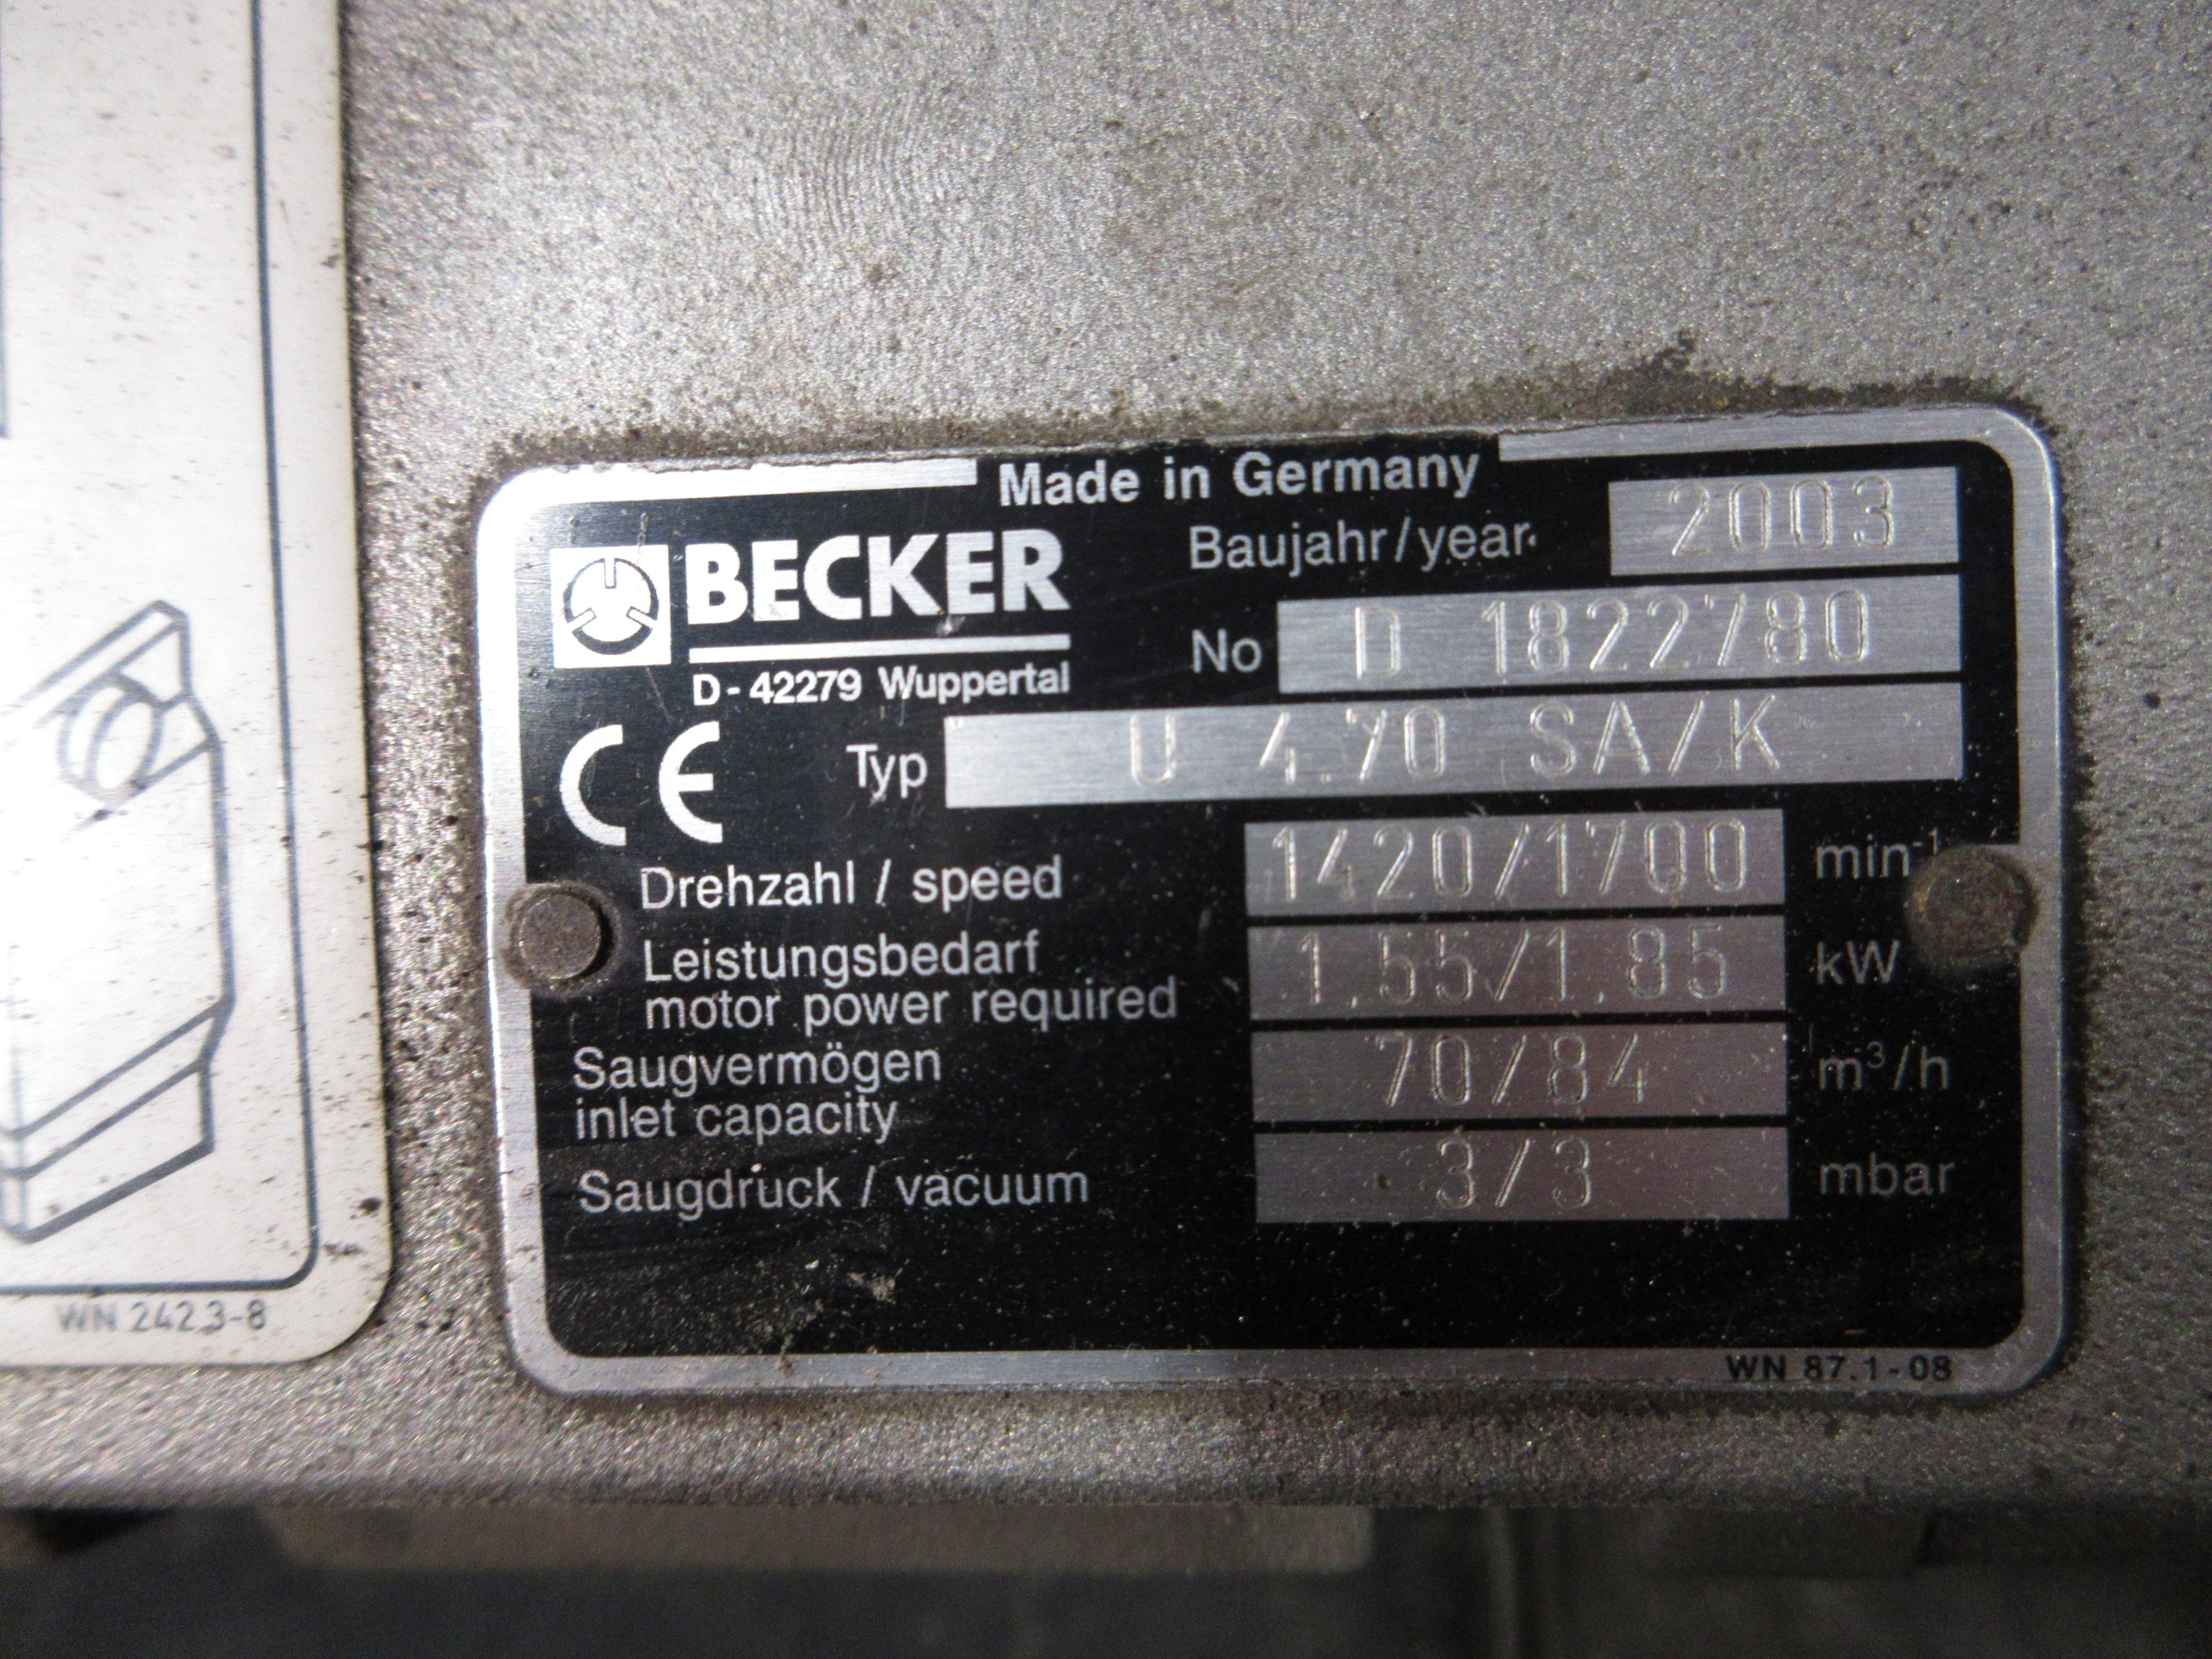 Made in Germany
BECKER
D-42279 Wuppertal
Baujahr/year 2003
No D 1822780
CE Typ U 4.70 SA/K
Drehzahl / speed 1420/1700 min-1
Leistungsbedarf
motor power required 1.55/1.85 kW
Saugvermögen
inlet capacity 70/84 m³/h
Saugdruck / vacuum 3/3 mbar
WN 87.1-08
WN 242.3-8